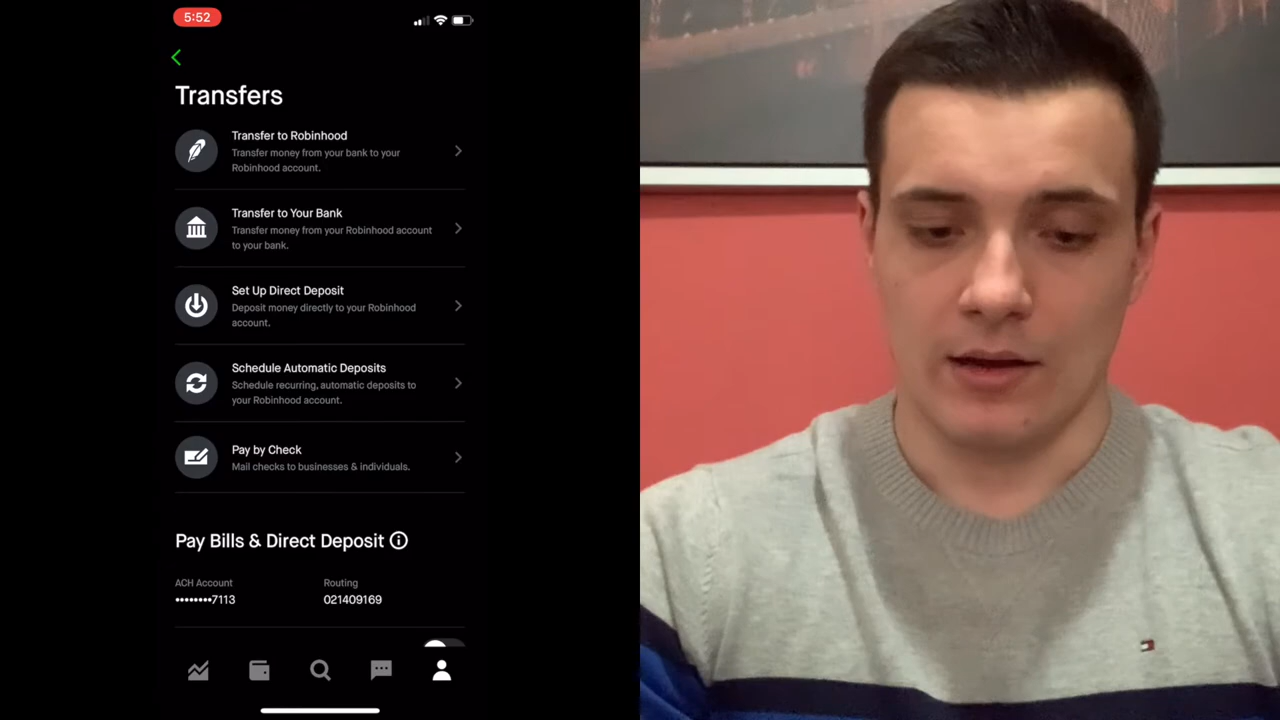 5:52
Transfers
Transfer to Robinhood
Transfer money from your bank to your
Robinhood account.
Transfer to Your Bank
Transfer money from your Robinhood account
to your bank.
Set Up Direct Deposit
Deposit money directly to your Robinhood
account.
Schedule Automatic Deposits
Schedule recurring, automatic deposits to
your Robinhood account.
Pay by Check
Mail checks to businesses & individuals.
Pay Bills & Direct Deposit
ACH Account Routing
••••••••7113 021409169